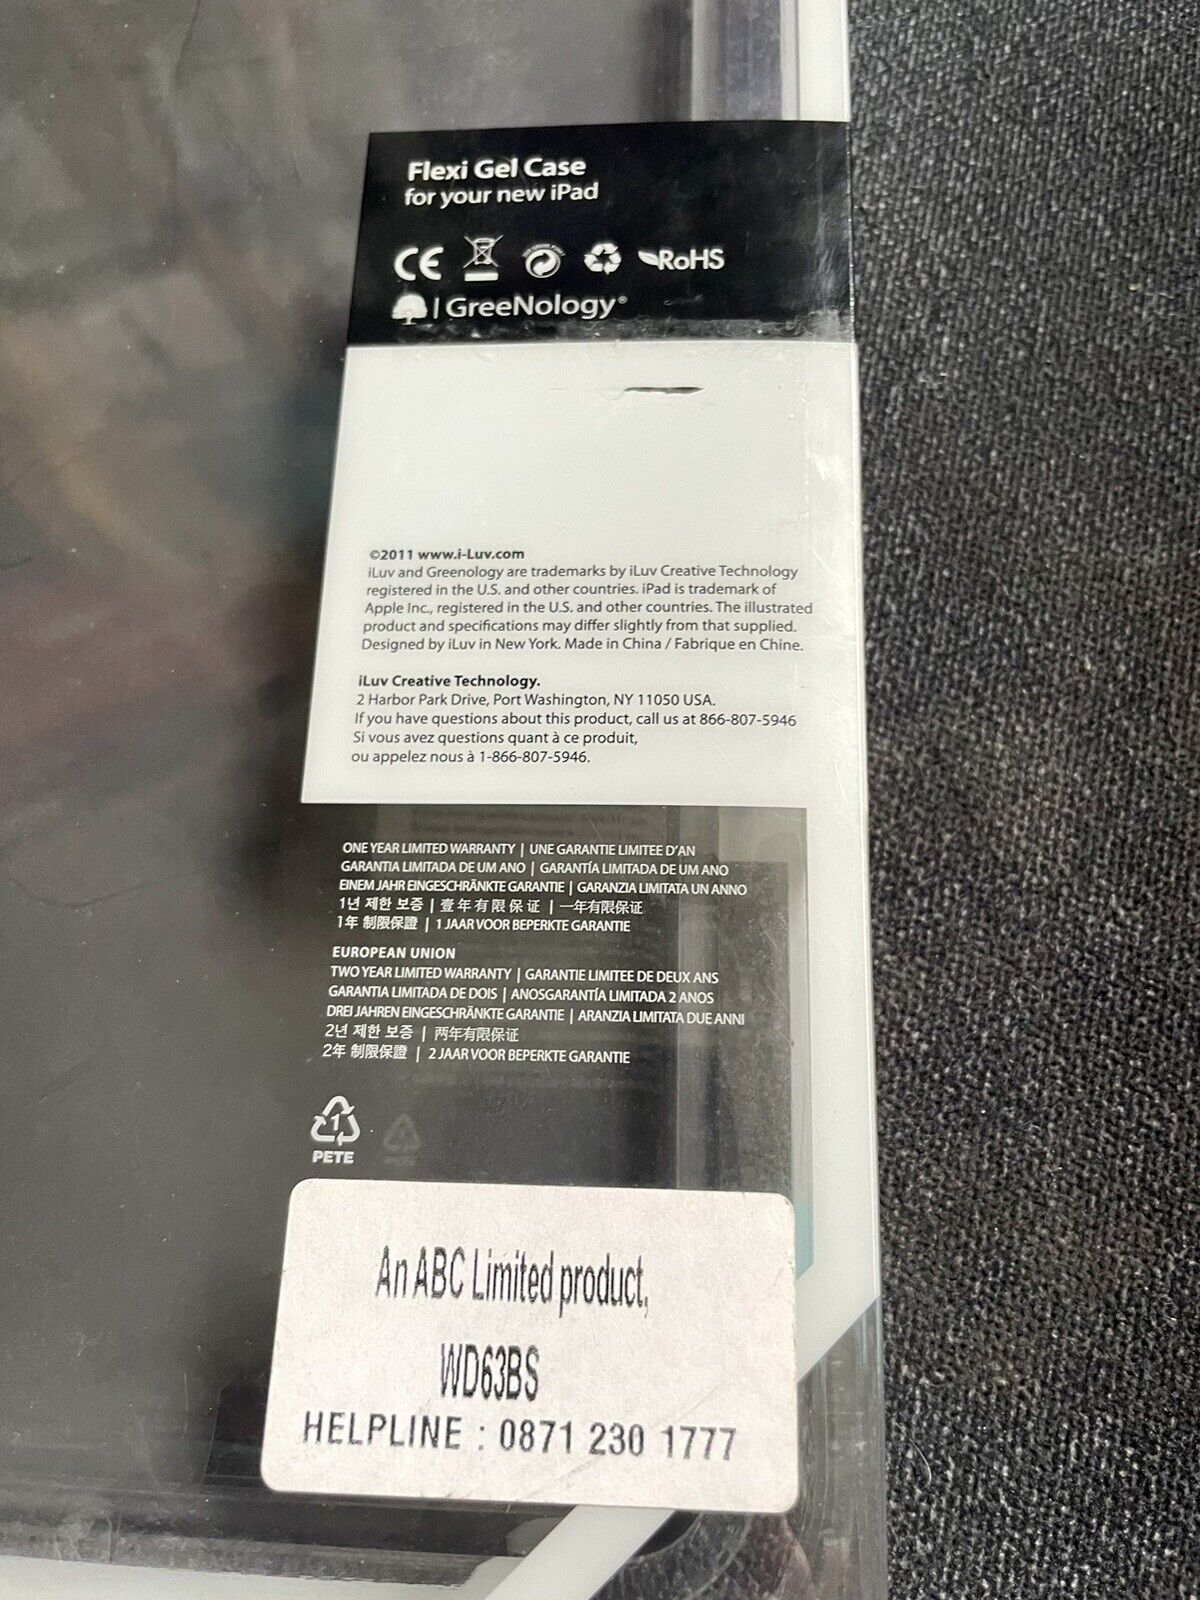 Flexi Gel Case
for your new iPad
CE RoHS
| GreeNology®
©2011 www.i-Luv.com
iLuv and Greenology are trademarks by iLuv Creative Technology
registered in the U.S. and other countries. iPad is trademark of
Apple Inc., registered in the U.S. and other countries. The illustrated
product and specifications may differ slightly from that supplied.
Designed by iLuv in New York. Made in China / Fabrique en Chine.
iLuv Creative Technology.
2 Harbor Park Drive, Port Washington, NY 11050 USA.
If you have questions about this product, call us at 866-807-5946
Si vous avez questions quant à ce produit,
ou appelez nous à 1-866-807-5946.
ONE YEAR LIMITED WARRANTY | UNE GARANTIE LIMITEE D'AN
GARANTIA LIMITADA DE UM ANO | GARANTÍA LIMITADA DE UM ANO
EINEM JAHR EINGESCHRÄNKTE GARANTIE | GARANZIA LIMITATA UN ANNO
1년 제한 보증 | 壹年有限保证 | 一年有限保证
1年 制限保證 | 1 JAAR VOOR BEPERKTE GARANTIE
EUROPEAN UNION
TWO YEAR LIMITED WARRANTY | GARANTIE LIMITEE DE DEUX ANS
GARANTIA LIMITADA DE DOIS | ANOSGARANTÍA LIMITADA 2 ANOS
DREI JAHREN EINGESCHRÄNKTE GARANTIE | ARANZIA LIMITATA DUE ANNI
2년 제한 보증 | 两年有限保证
2年 制限保證 | 2 JAAR VOOR BEPERKTE GARANTIE
1
PETE
An ABC Limited product,
WD63BS
HELPLINE : 0871 230 1777